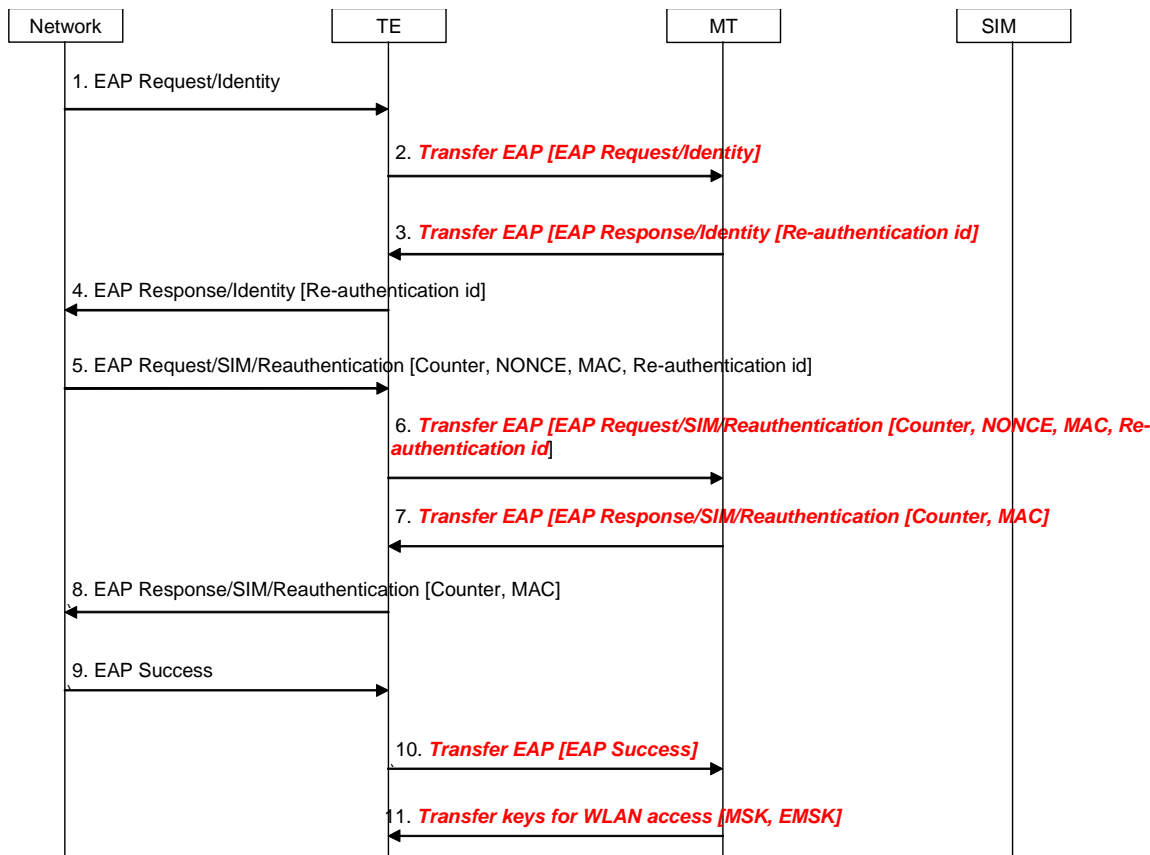 Network TE MT SIM
1. EAP Request/Identity
2. Transfer EAP [EAP Request/Identity]
3. Transfer EAP [EAP Response/Identity [Re-authentication id]
4. EAP Response/Identity [Re-authentication id]
5. EAP Request/SIM/Reauthentication [Counter, NONCE, MAC, Re-authentication id]
6. Transfer EAP [EAP Request/SIM/Reauthentication [Counter, NONCE, MAC, Re-
authentication id]
7. Transfer EAP [EAP Response/SIM/Reauthentication [Counter, MAC]
8. EAP Response/SIM/Reauthentication [Counter, MAC]
9. EAP Success
10. Transfer EAP [EAP Success]
11. Transfer keys for WLAN access [MSK, EMSK]